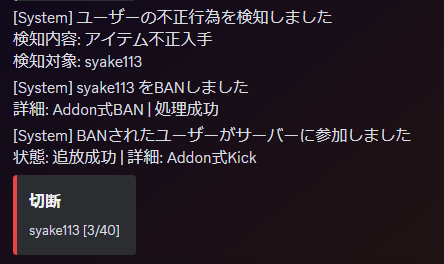 [System] ユーザーの不正行為を検知しました
検知内容: アイテム不正入手
検知対象: syake113
[System] syake113 をBANしました
詳細: Addon式BAN | 処理成功
[System] BANされたユーザーがサーバーに参加しました
状態: 追放成功 | 詳細: Addon式Kick
切断
syake113 [3/40]